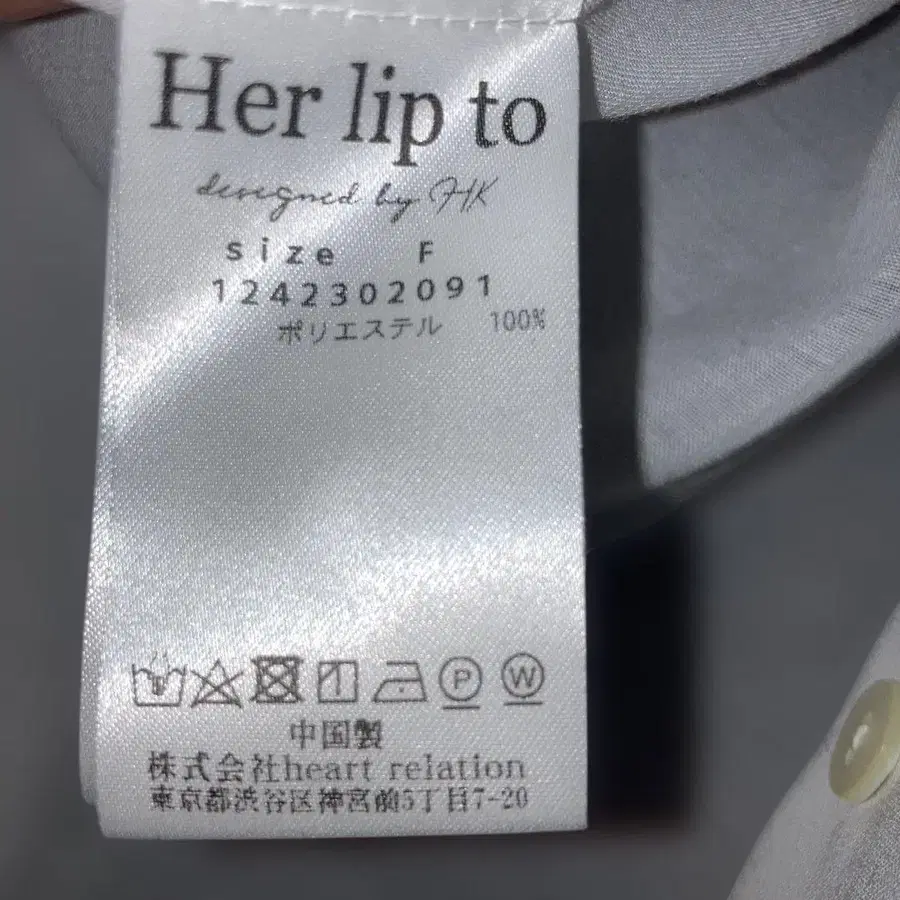 Her lip to
designed by HK
size F
1242302091
ポリエステル 100%
P W
中国製
株式会社heart relation
東京都渋谷区神宮前5丁目7-20